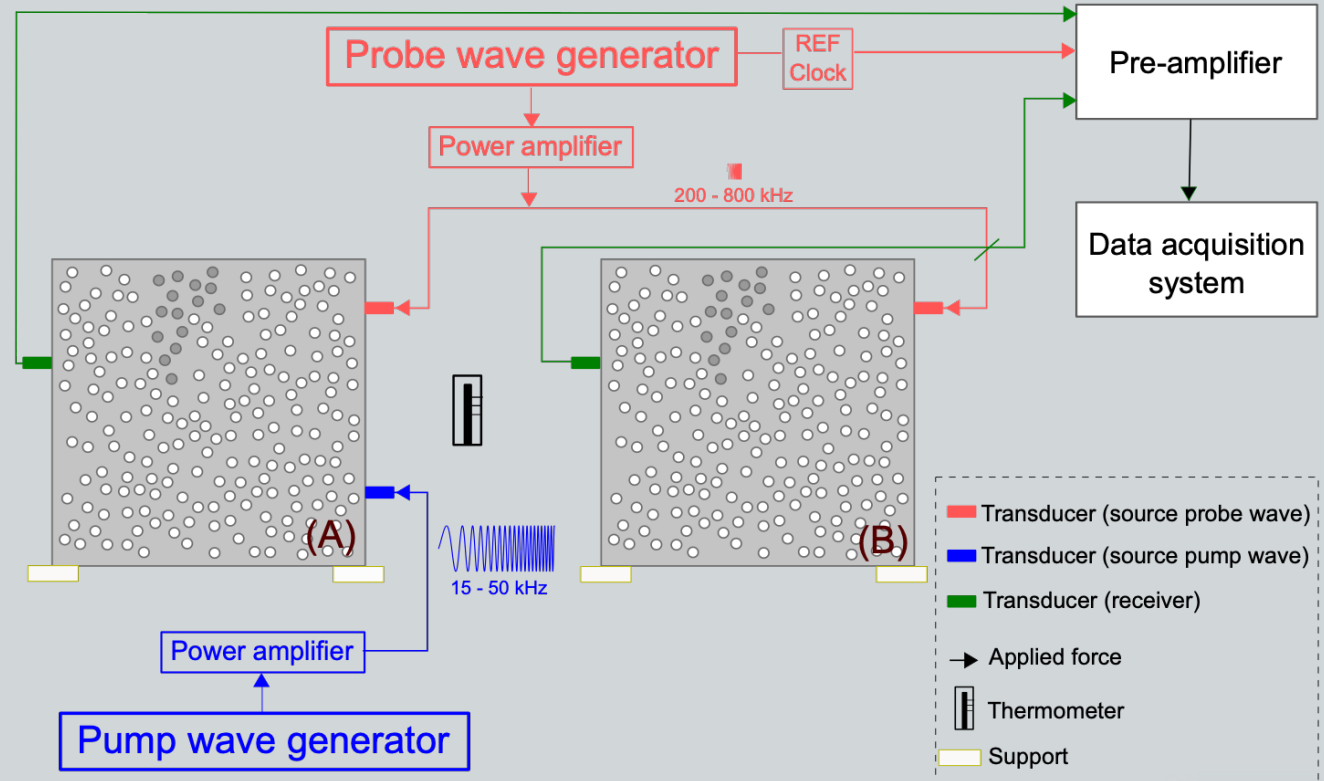 Probe wave generator
REF
Clock
Pre-amplifier
Power amplifier
200 - 800 kHz
Data acquisition
system
(A)
(B)
15 - 50 kHz
Power amplifier
Pump wave generator
Transducer (source probe wave)
Transducer (source pump wave)
Transducer (receiver)
Applied force
Thermometer
Support